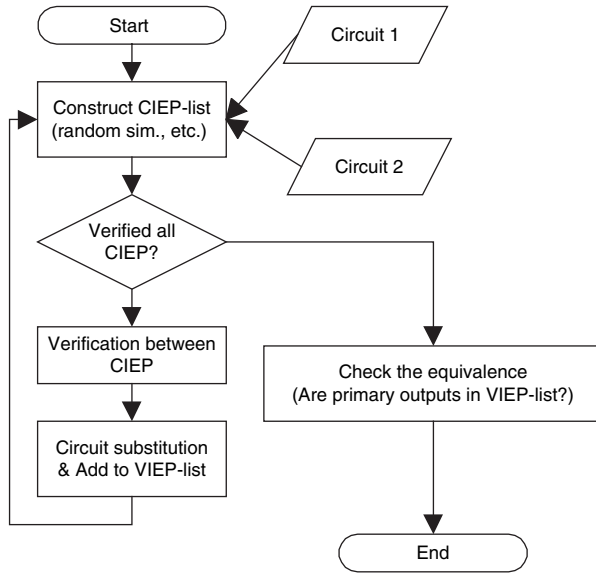 Start
Circuit 1
Construct CIEP-list
(random sim., etc.)
Circuit 2
Verified all
CIEP?
Verification between
CIEP
Check the equivalence
(Are primary outputs in VIEP-list?)
Circuit substitution
& Add to VIEP-list
End